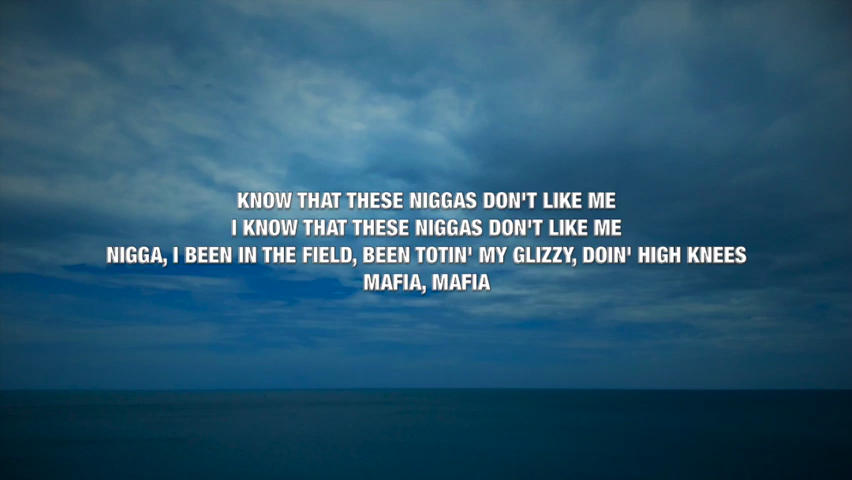 KNOW THAT THESE NIGGAS DON'T LIKE ME
I KNOW THAT THESE NIGGAS DON'T LIKE ME
NIGGA, I BEEN IN THE FIELD, BEEN TOTIN' MY GLIZZY, DOIN' HIGH KNEES
MAFIA, MAFIA